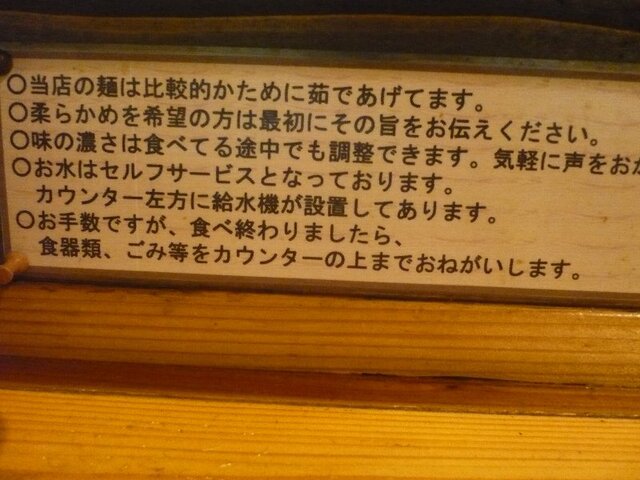 〇当店の麺は比較的かために茹であげてます。
〇柔らかめを希望の方は最初にその旨をお伝えください。
〇味の濃さは食べてる途中でも調整できます。気軽に声をお
〇お水はセルフサービスとなっております。
カウンター左方に給水機が設置してあります。
〇お手数ですが、食べ終わりましたら、
食器類、ごみ等をカウンターの上までおねがいします。